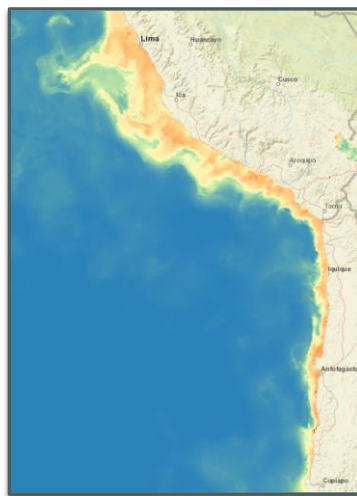 Lima
Huancayo
Cusco
Ica
Arequipa
Tacna
Iquique
Antofagasta
Copiapo